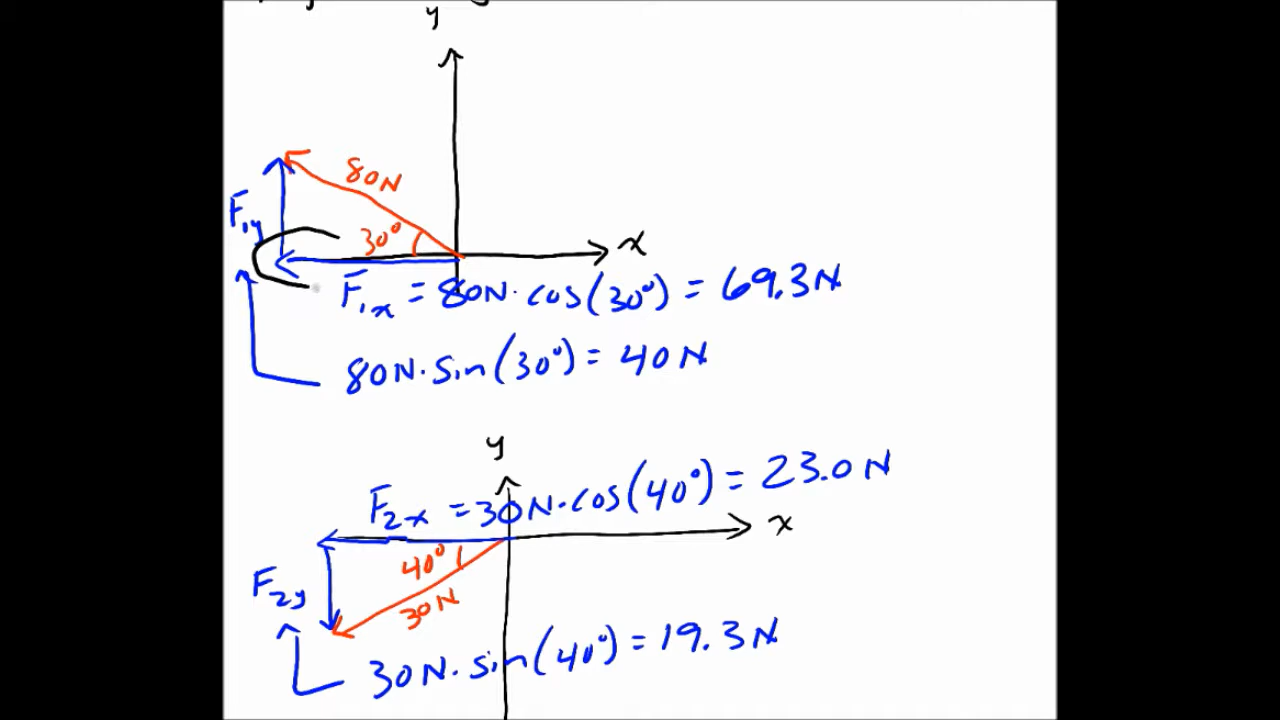 y
80N
F1y
30° x
F1x = 80N·cos(30°) = 69.3N
80N·sin(30°) = 40N
y
F2x = 30N·cos(40°) = 23.0N
x
40°
F2y
30N
30N·sin(40°) = 19.3N